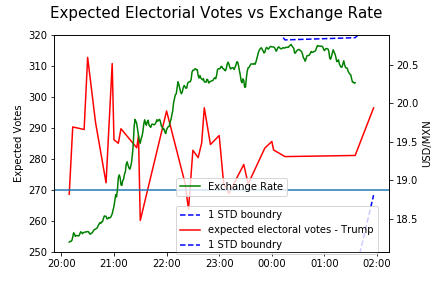 Expected Electorial Votes vs Exchange Rate
320
310
300
290
280
270
260
250
Expected Votes
20.5
20.0
19.5
19.0
18.5
USD/MXN
Exchange Rate
1 STD boundry
expected electoral votes - Trump
1 STD boundry
20:00 21:00 22:00 23:00 00:00 01:00 02:00